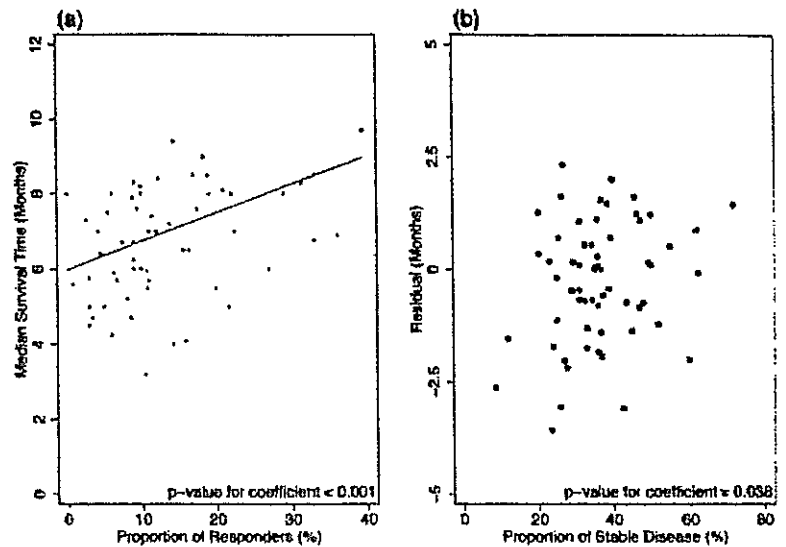 (a)
Median Survival Time (Months)
12
10
8
6
4
2
0
p-value for coefficient < 0.001
0 10 20 30 40
Proportion of Responders (%)
(b)
Residual (Months)
5
2.5
0
-2.5
-5
p-value for coefficient = 0.038
0 20 40 60 80
Proportion of Stable Disease (%)